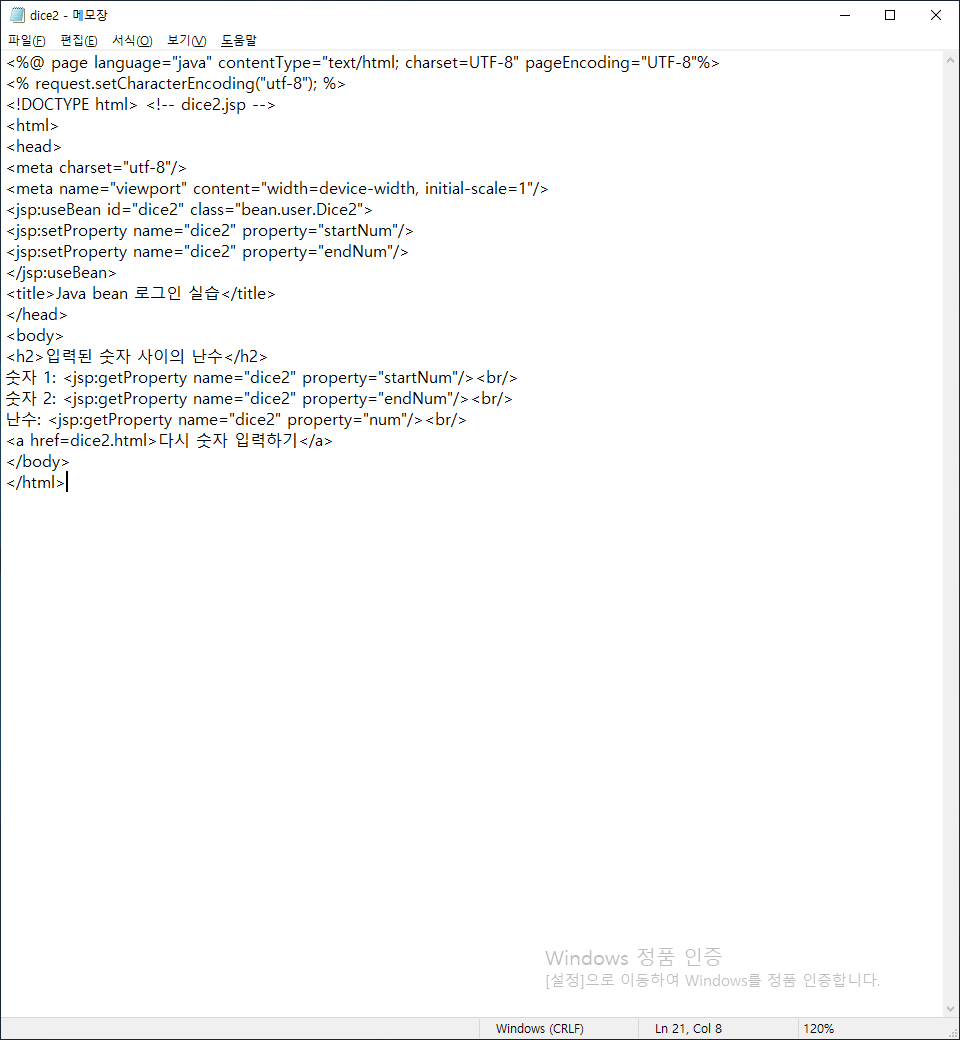 dice2 - 메모장
파일(F) 편집(E) 서식(O) 보기(V) 도움말
<%@ page language="java" contentType="text/html; charset=UTF-8" pageEncoding="UTF-8"%>
<% request.setCharacterEncoding("utf-8"); %>
<!DOCTYPE html> <!-- dice2.jsp -->
<html>
<head>
<meta charset="utf-8"/>
<meta name="viewport" content="width=device-width, initial-scale=1"/>
<jsp:useBean id="dice2" class="bean.user.Dice2">
<jsp:setProperty name="dice2" property="startNum"/>
<jsp:setProperty name="dice2" property="endNum"/>
</jsp:useBean>
<title>Java bean 로그인 실습</title>
</head>
<body>
<h2>입력된 숫자 사이의 난수</h2>
숫자 1: <jsp:getProperty name="dice2" property="startNum"/><br/>
숫자 2: <jsp:getProperty name="dice2" property="endNum"/><br/>
난수: <jsp:getProperty name="dice2" property="num"/><br/>
<a href=dice2.html>다시 숫자 입력하기</a>
</body>
</html>
Windows 정품 인증
[설정]으로 이동하여 Windows를 정품 인증합니다.
Windows (CRLF) Ln 21, Col 8 120%